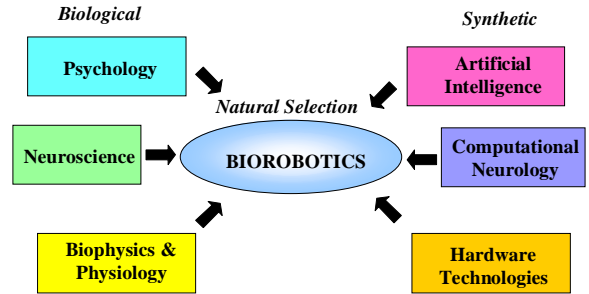 Biological
Synthetic
Psychology
Artificial
Intelligence
Natural Selection
Neuroscience
BIOROBOTICS
Computational
Neurology
Biophysics &
Physiology
Hardware
Technologies